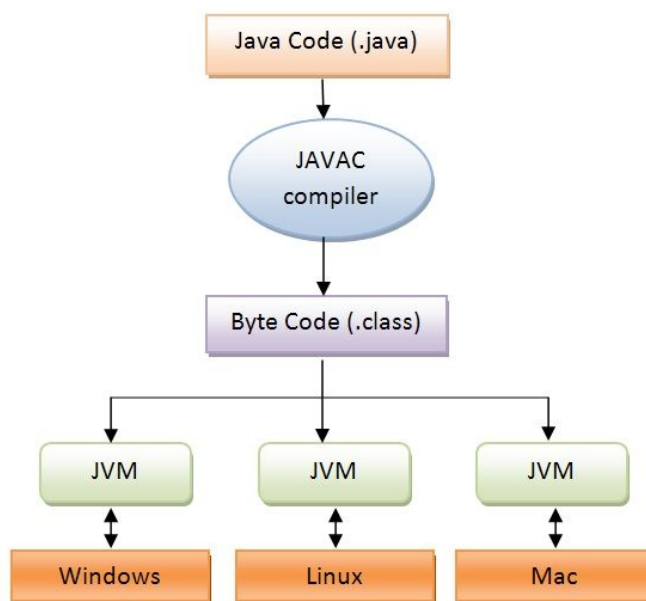 Java Code (.java)
JAVAC
compiler
Byte Code (.class)
JVM
JVM
JVM
Windows
Linux
Mac